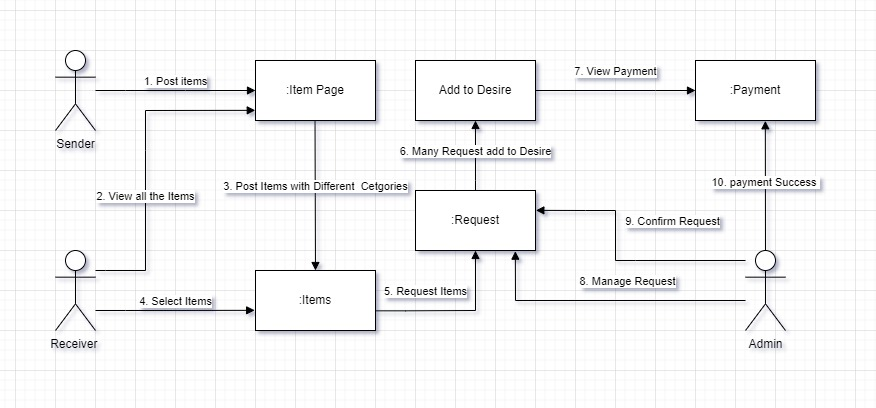 1. Post items
:Item Page
Add to Desire
7. View Payment
:Payment
Sender
6. Many Request add to Desire
2. View all the Items
3. Post Items with Different Cetgories
10. payment Success
:Request
9. Confirm Request
4. Select Items
:Items
5. Request Items
8. Manage Request
Receiver
Admin